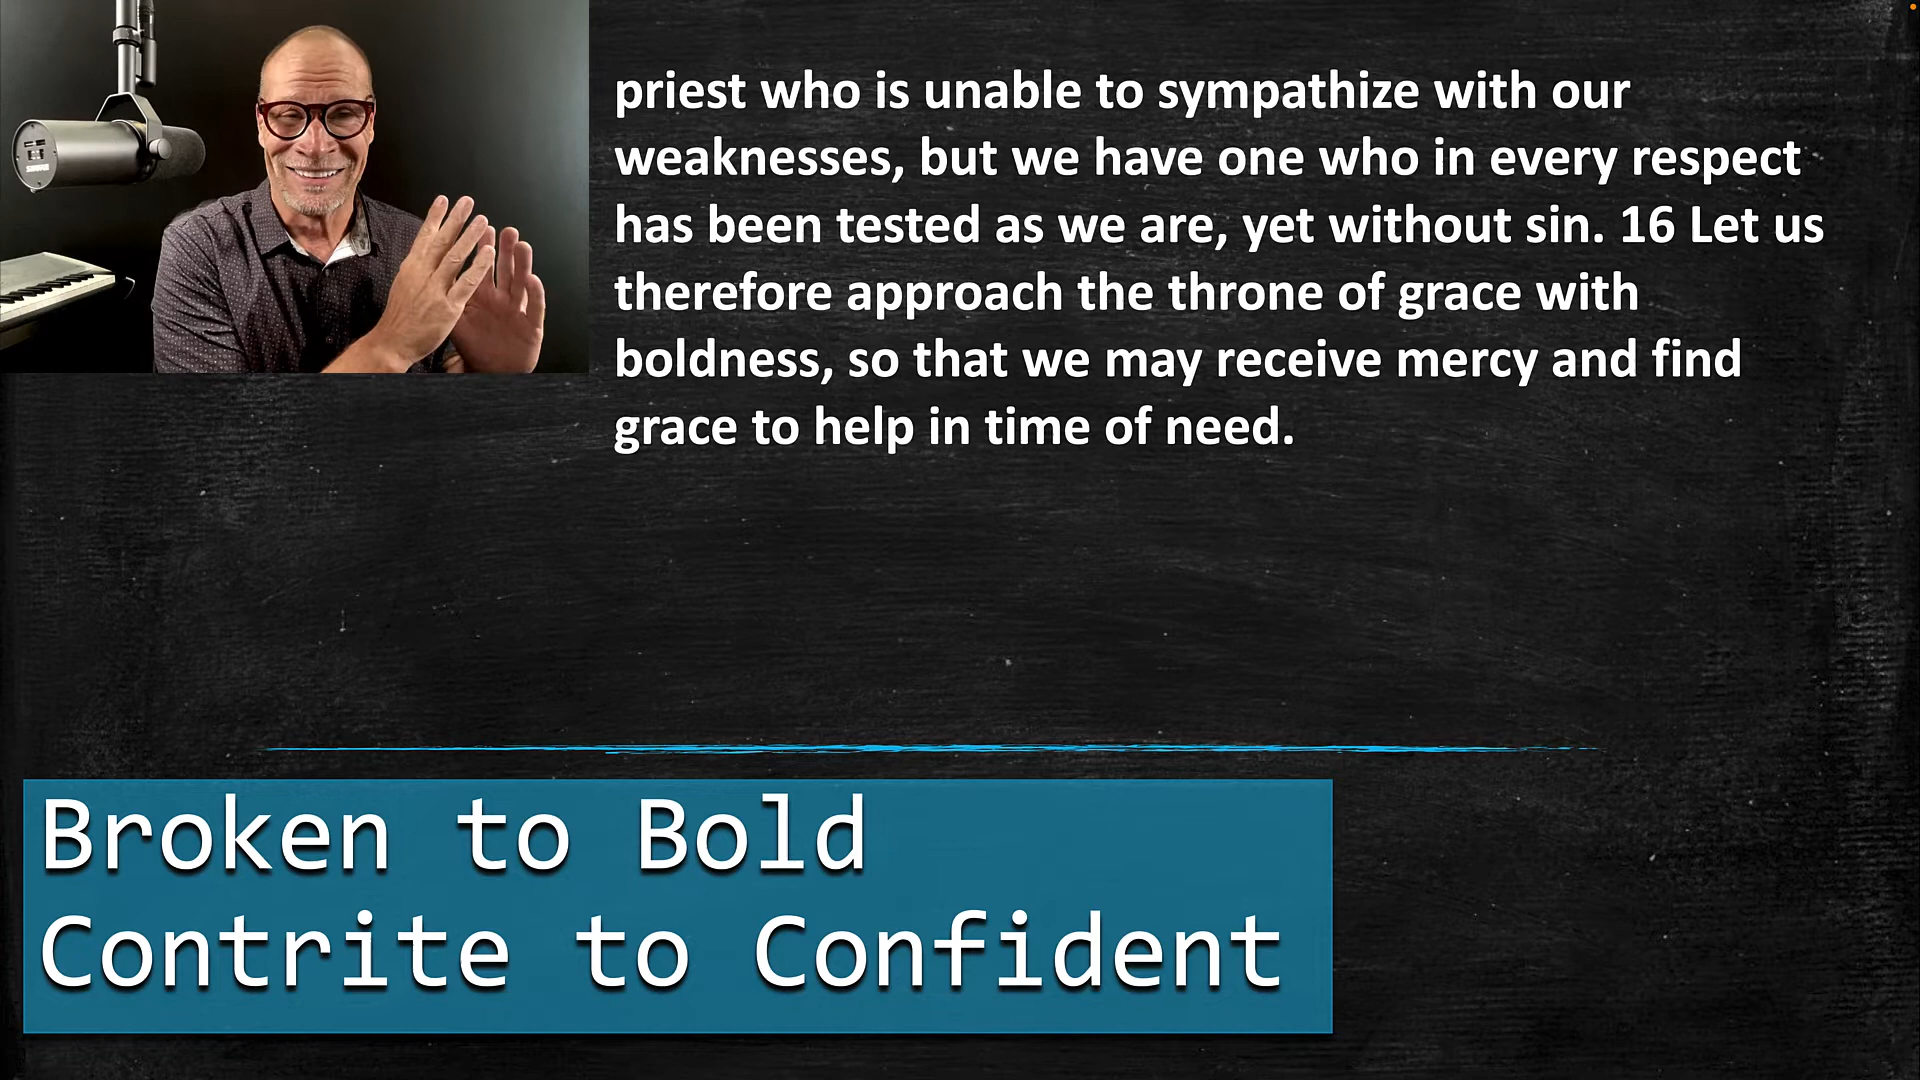 priest who is unable to sympathize with our
weaknesses, but we have one who in every respect
has been tested as we are, yet without sin. 16 Let us
therefore approach the throne of grace with
boldness, so that we may receive mercy and find
grace to help in time of need.
Broken to Bold
Contrite to Confident